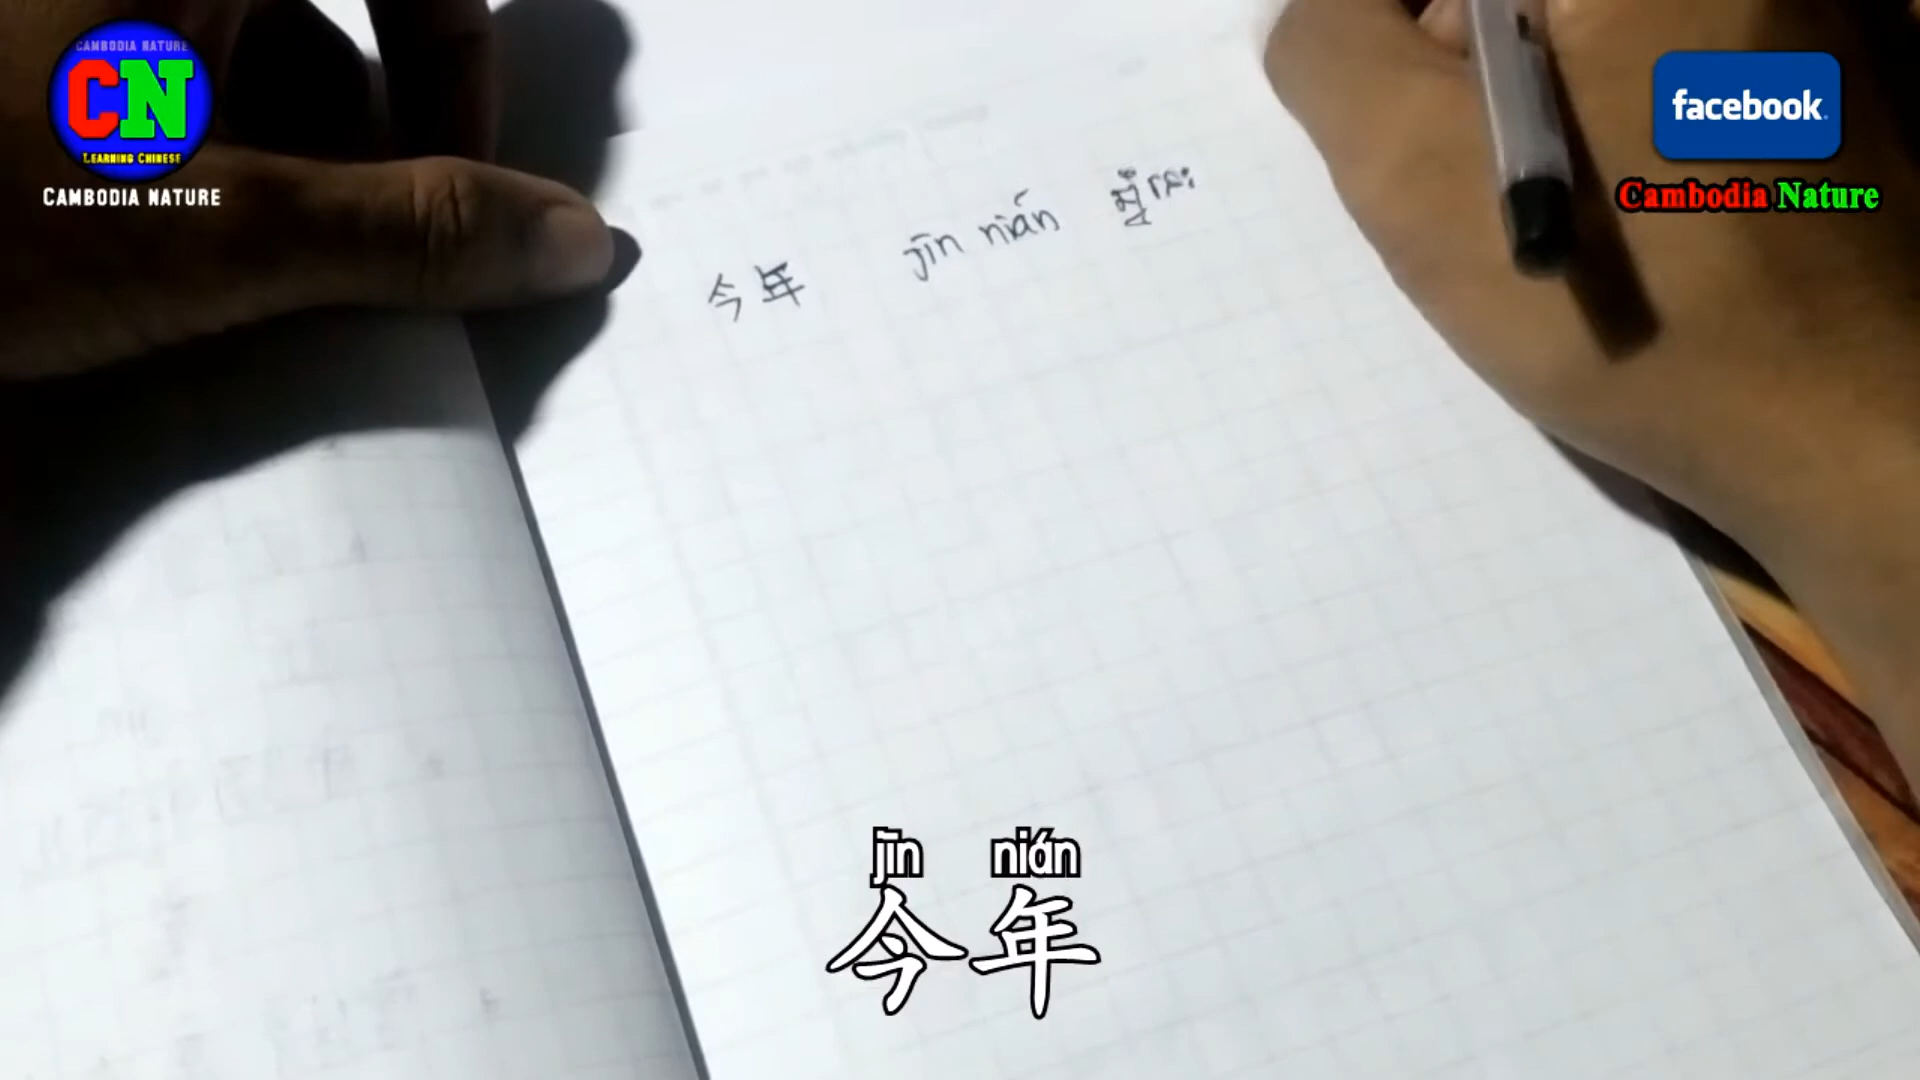 CAMBODIA NATURE
CN
LEARNING CHINESE
CAMBODIA NATURE
facebook
Cambodia Nature
今年 jīn nián ឆ្នាំនេះ
jīn nián
今年